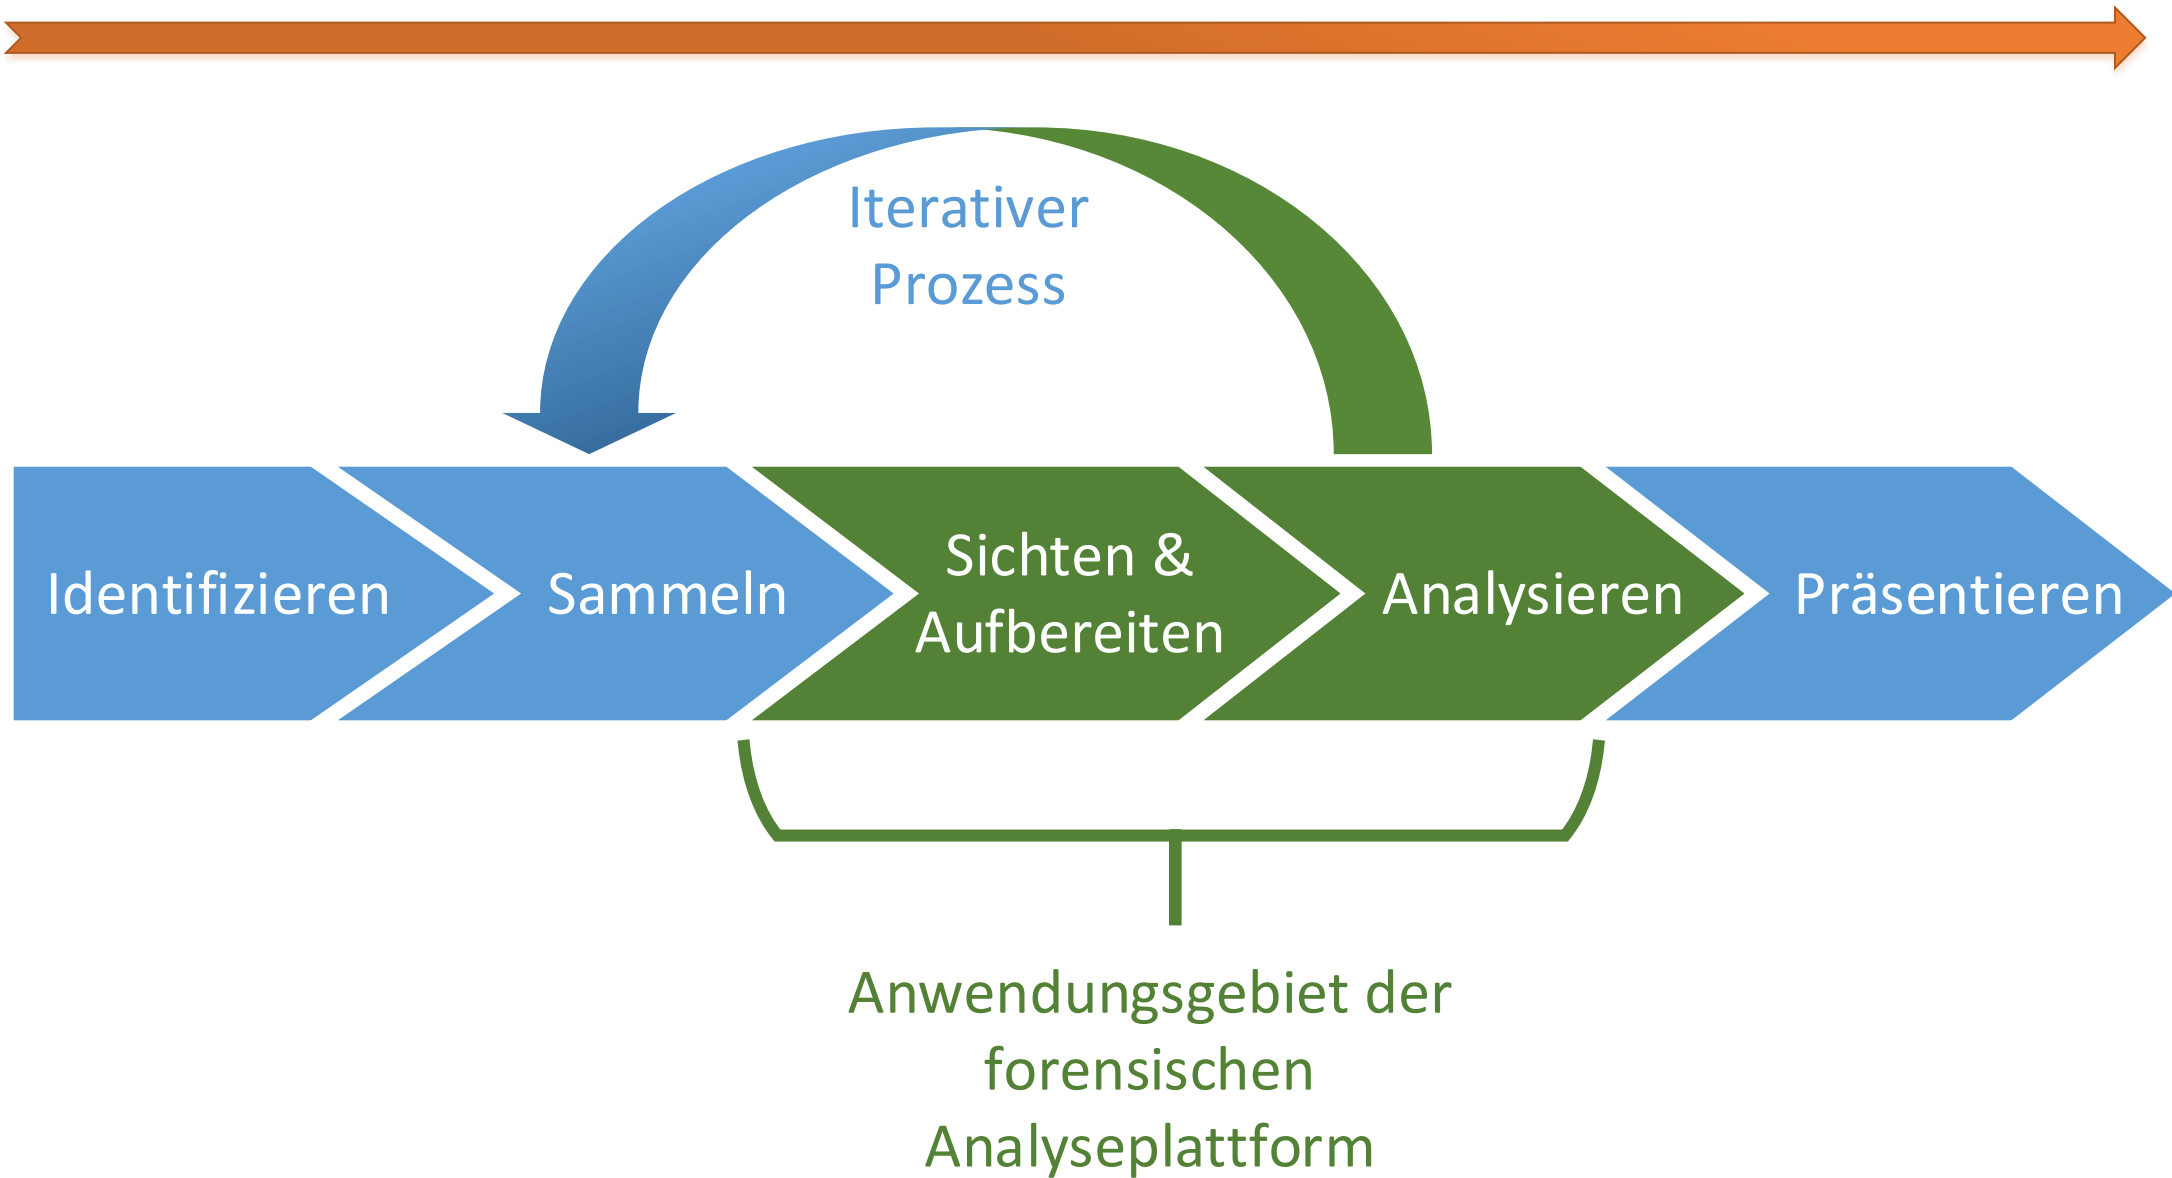 Iterativer
Prozess
Identifizieren
Sammeln
Sichten &
Aufbereiten
Analysieren
Präsentieren
Anwendungsgebiet der
forensischen
Analyseplattform